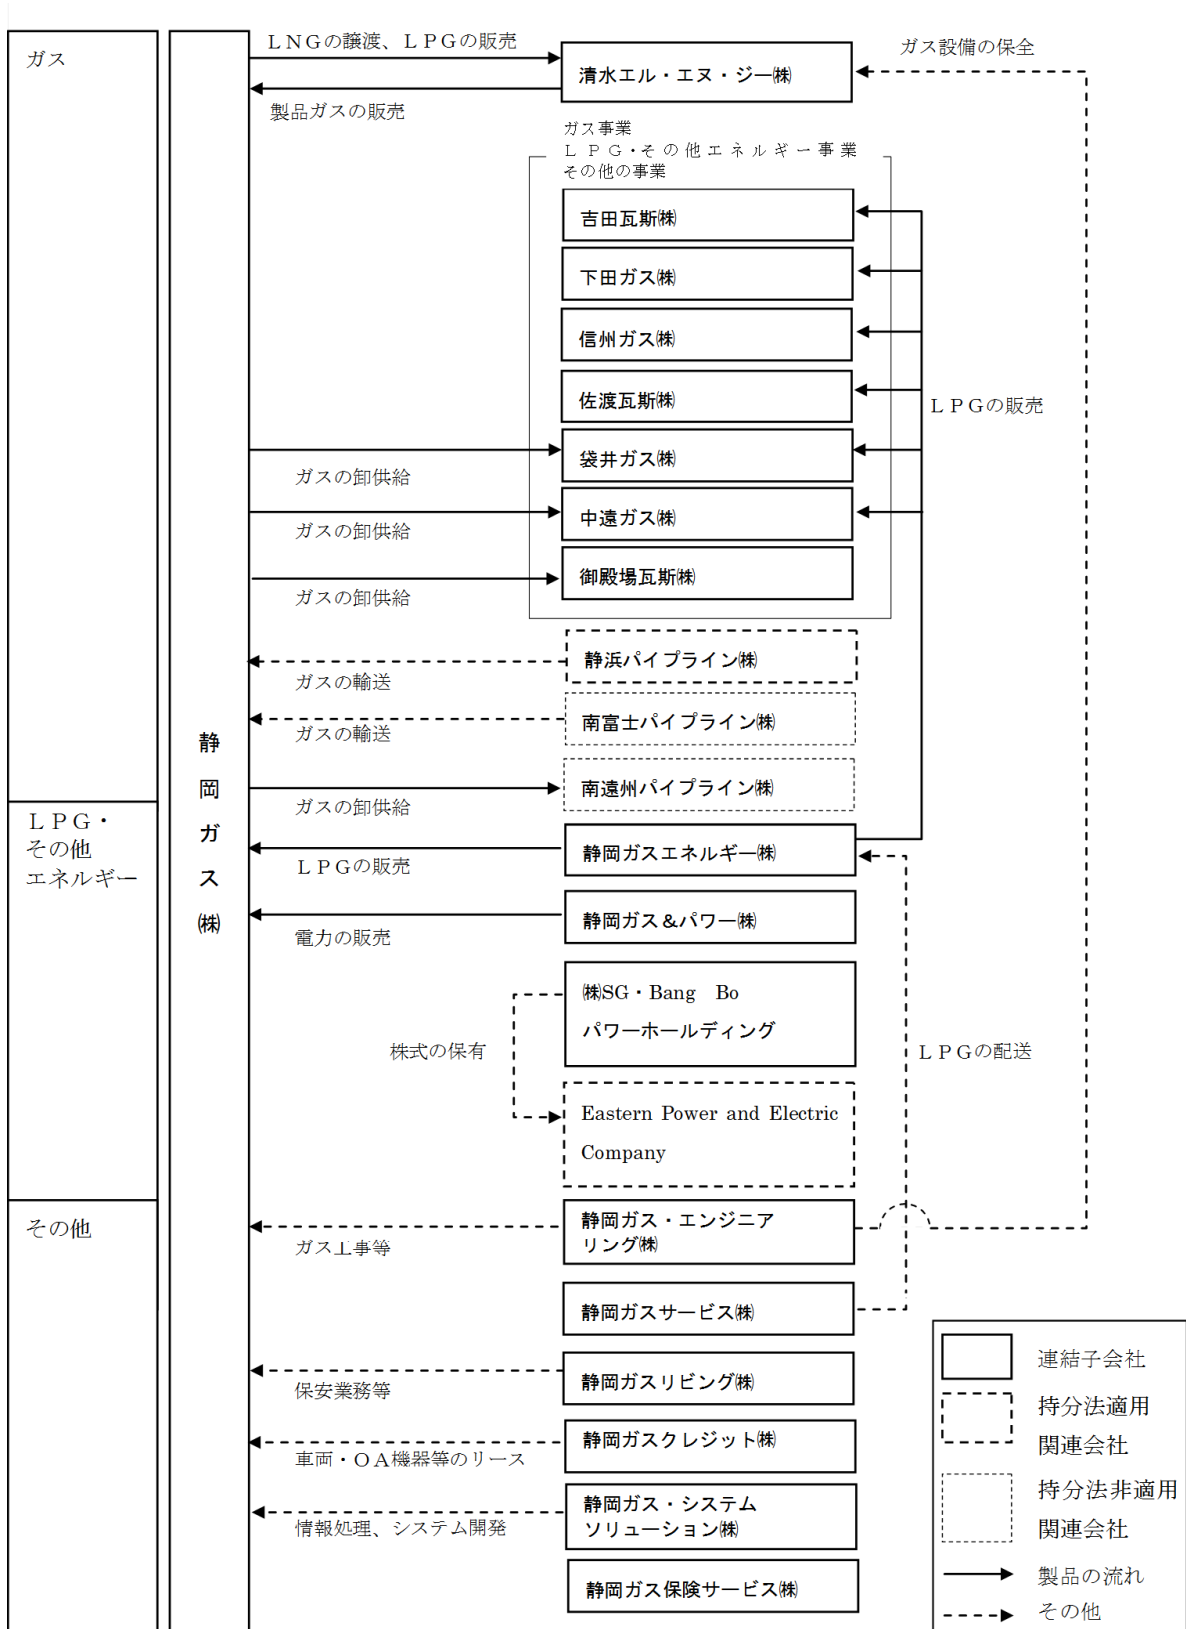 ガス
LNGの譲渡、LPGの販売
清水エル・エヌ・ジー㈱
ガス設備の保全
製品ガスの販売
ガス事業
LPG・その他エネルギー事業
その他の事業
吉田瓦斯㈱
下田ガス㈱
信州ガス㈱
佐渡瓦斯㈱
LPGの販売
袋井ガス㈱
ガスの卸供給
中遠ガス㈱
ガスの卸供給
御殿場瓦斯㈱
ガスの卸供給
静浜パイプライン㈱
ガスの輸送
南富士パイプライン㈱
ガスの輸送
静
岡
ガ
ス
㈱
南遠州パイプライン㈱
ガスの卸供給
LPG・
その他
エネルギー
静岡ガスエネルギー㈱
LPGの販売
静岡ガス&パワー㈱
電力の販売
㈱SG・Bang Bo
パワーホールディング
株式の保有
LPGの配送
Eastern Power and Electric
Company
その他
静岡ガス・エンジニア
リング㈱
ガス工事等
静岡ガスサービス㈱
静岡ガスリビング㈱
保安業務等
静岡ガスクレジット㈱
車両・OA機器等のリース
静岡ガス・システム
ソリューション㈱
情報処理、システム開発
静岡ガス保険サービス㈱
連結子会社
持分法適用
関連会社
持分法非適用
関連会社
製品の流れ
その他